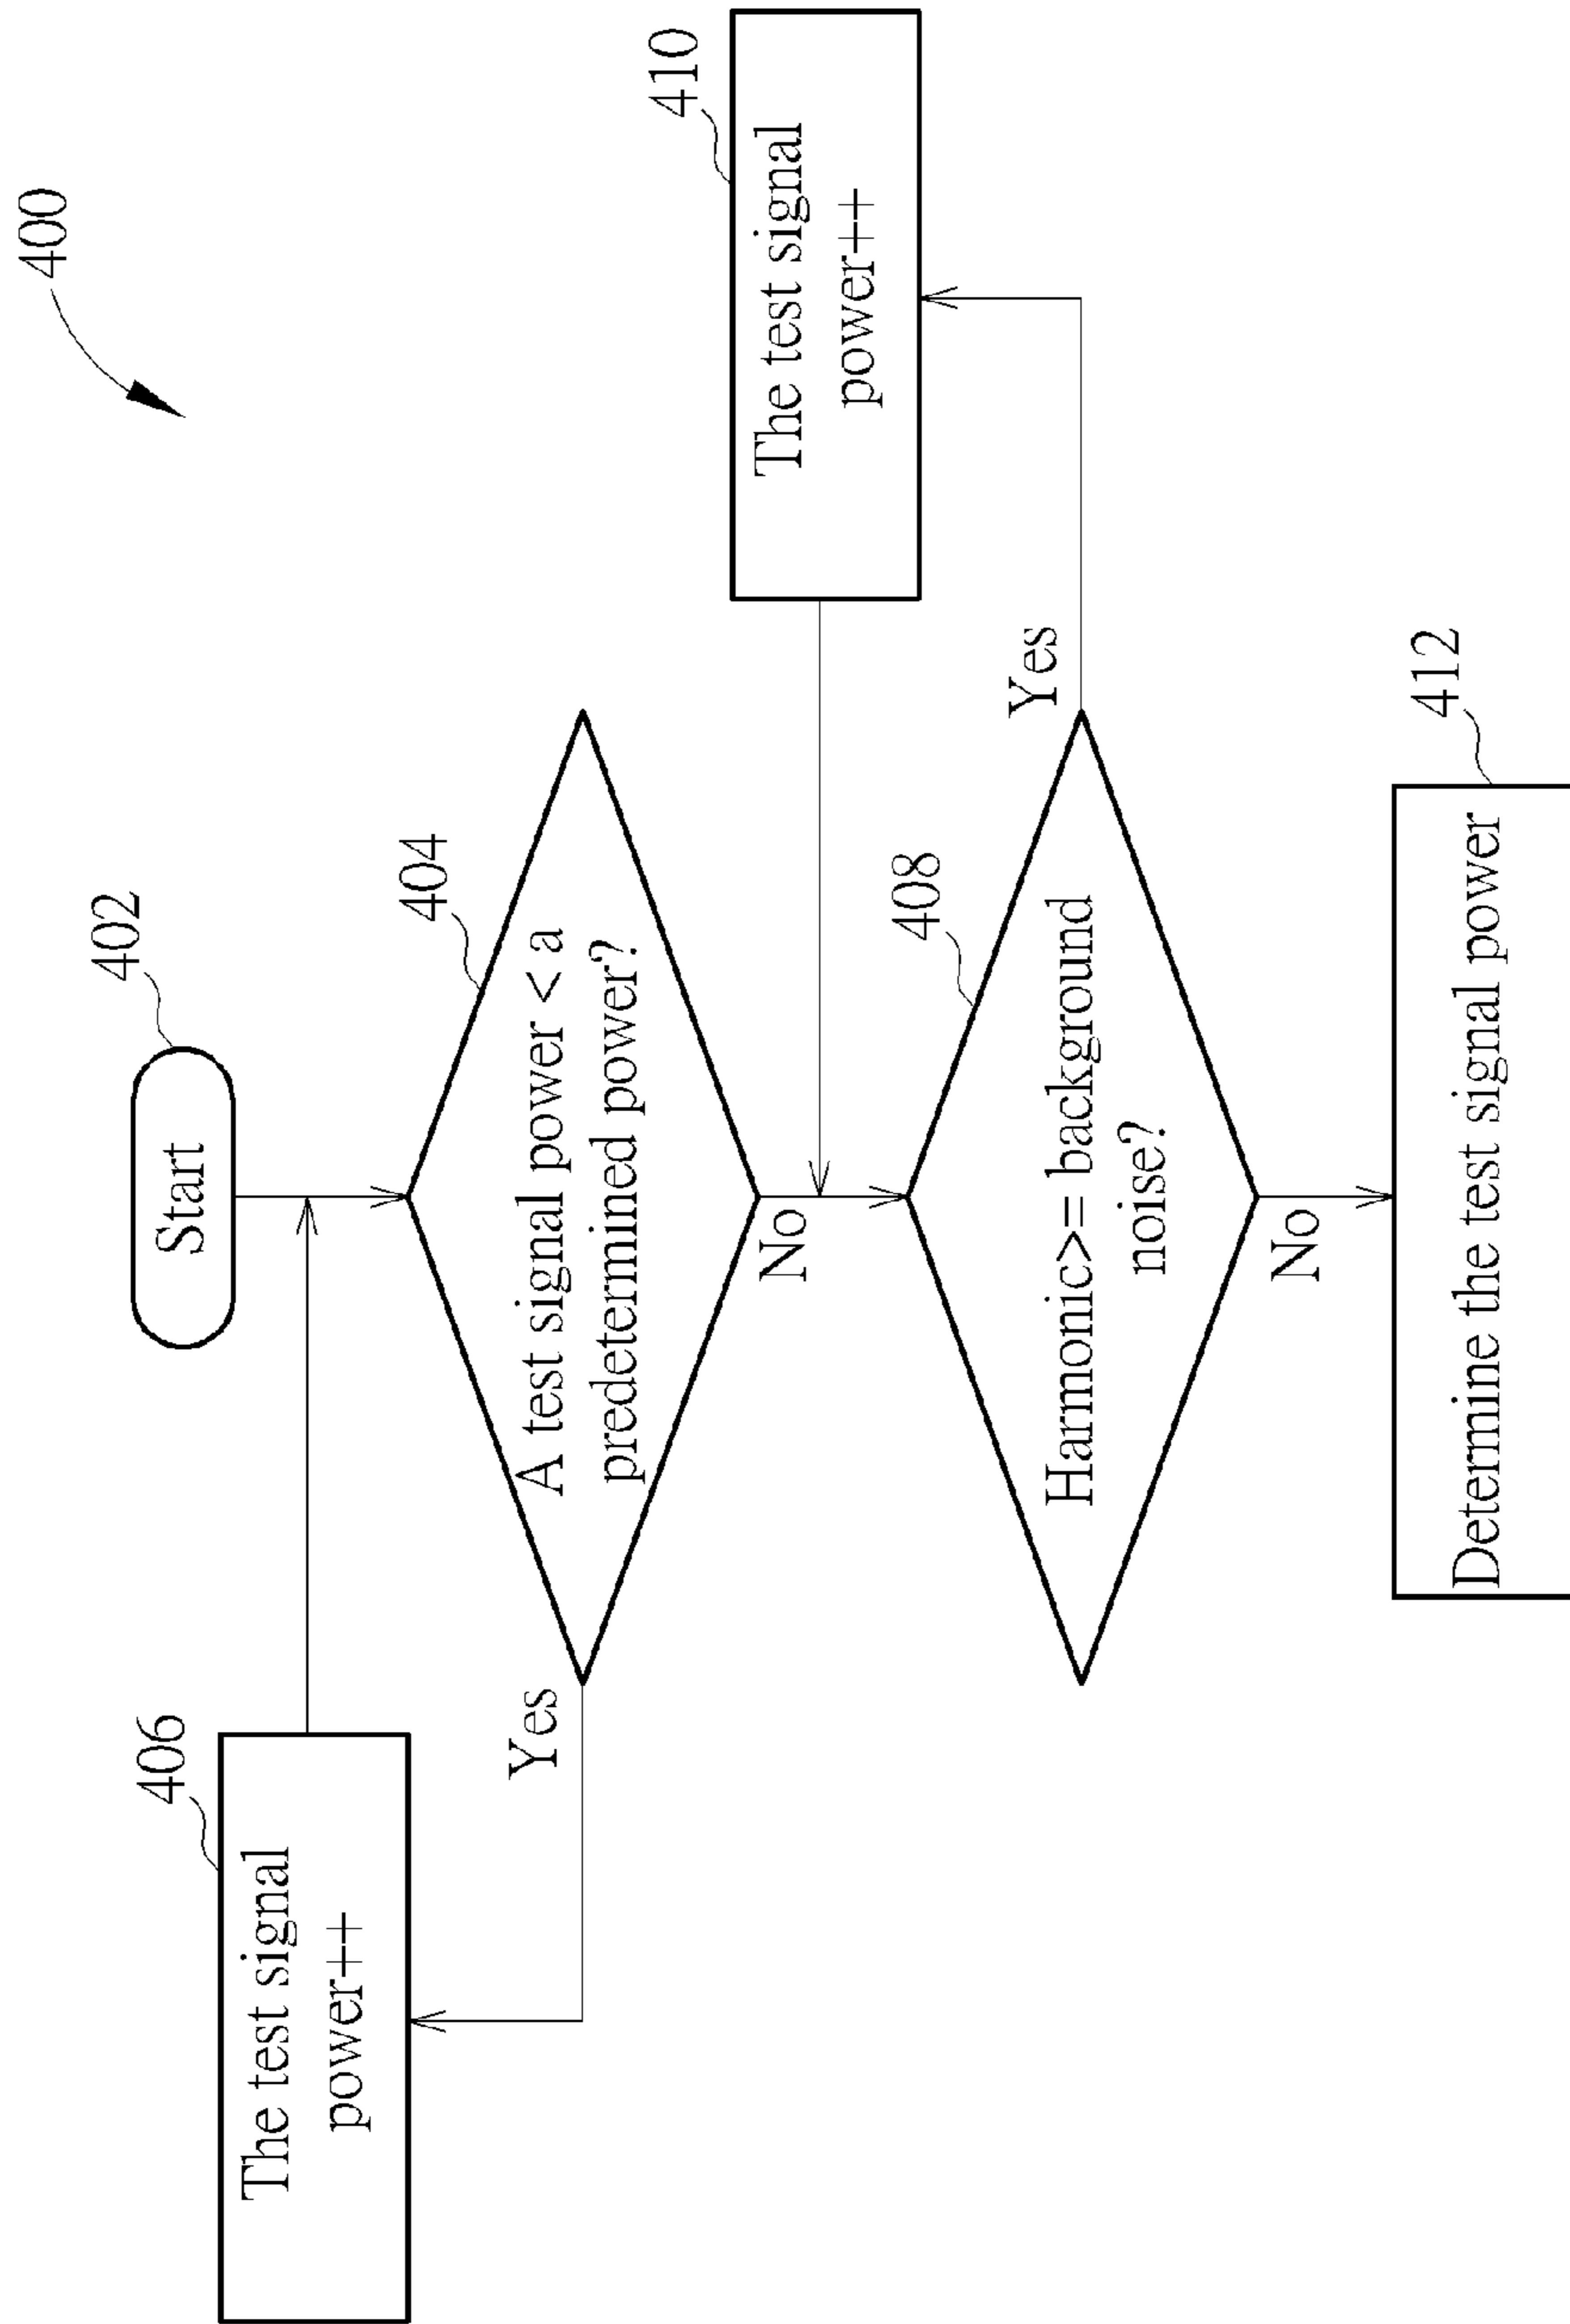 400
402
Start
404
A test signal power < a
predetermined power?
Yes
No
406
The test signal
power++
408
Harmonic>= background
noise?
Yes
No
410
The test signal
power++
412
Determine the test signal power